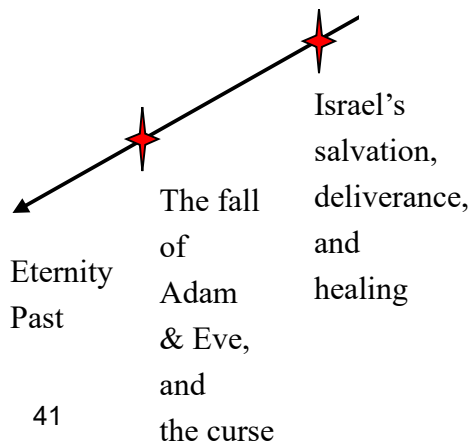 Israel’s
salvation,
deliverance,
and
healing
The fall
of
Adam
& Eve,
and
the curse
Eternity
Past
41